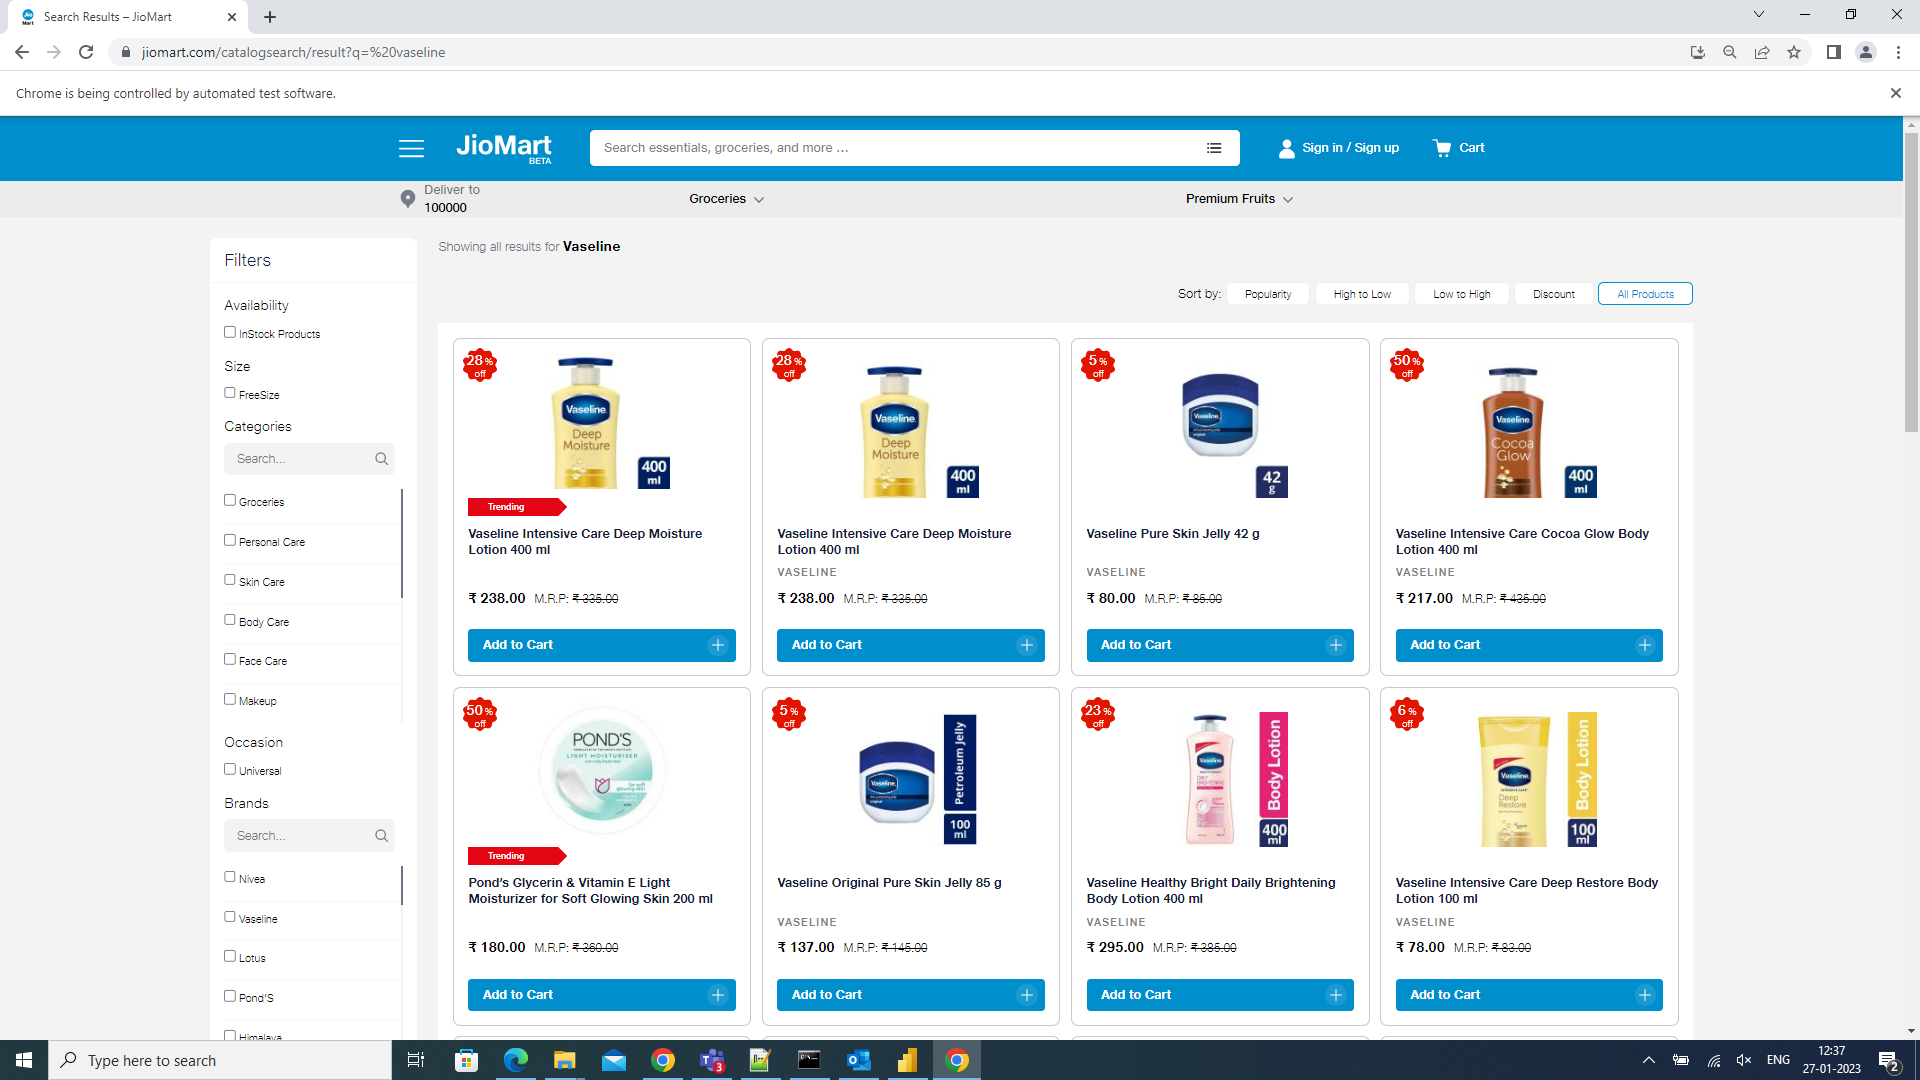 Search Results – JioMart
jiomart.com/catalogsearch/result?q=%20vaseline
Chrome is being controlled by automated test software.
JioMart
BETA
Search essentials, groceries, and more ...
Sign in / Sign up
Cart
Deliver to
100000
Groceries
Premium Fruits
Filters
Availability
InStock Products
Size
FreeSize
Categories
Search...
Groceries
Personal Care
Skin Care
Body Care
Face Care
Makeup
Occasion
Universal
Brands
Search...
Nivea
Vaseline
Lotus
Pond'S
Himalaya
Showing all results for Vaseline
Sort by:
Popularity
High to Low
Low to High
Discount
All Products
28 %
off
Vaseline
Deep
Moisture
400
ml
Trending
Vaseline Intensive Care Deep Moisture
Lotion 400 ml
₹ 238.00 M.R.P: ₹ 335.00
Add to Cart
28 %
off
Vaseline
Deep
Moisture
400
ml
Vaseline Intensive Care Deep Moisture
Lotion 400 ml
VASELINE
₹ 238.00 M.R.P: ₹ 335.00
Add to Cart
5 %
off
Vaseline
42
g
Vaseline Pure Skin Jelly 42 g
VASELINE
₹ 80.00 M.R.P: ₹ 85.00
Add to Cart
50 %
off
Vaseline
Cocoa
Glow
400
ml
Vaseline Intensive Care Cocoa Glow Body
Lotion 400 ml
VASELINE
₹ 217.00 M.R.P: ₹ 435.00
Add to Cart
50 %
off
POND'S
LIGHT MOISTURISER
Trending
Pond's Glycerin & Vitamin E Light
Moisturizer for Soft Glowing Skin 200 ml
₹ 180.00 M.R.P: ₹ 360.00
Add to Cart
5 %
off
Vaseline
Petroleum Jelly
100
ml
Vaseline Original Pure Skin Jelly 85 g
VASELINE
₹ 137.00 M.R.P: ₹ 145.00
Add to Cart
23 %
off
Vaseline
Body Lotion
400
ml
Vaseline Healthy Bright Daily Brightening
Body Lotion 400 ml
VASELINE
₹ 295.00 M.R.P: ₹ 385.00
Add to Cart
6 %
off
Vaseline
Deep
Restore
Body Lotion
100
ml
Vaseline Intensive Care Deep Restore Body
Lotion 100 ml
VASELINE
₹ 78.00 M.R.P: ₹ 83.00
Add to Cart
Type here to search
3
ENG
12:37
27-01-2023
2